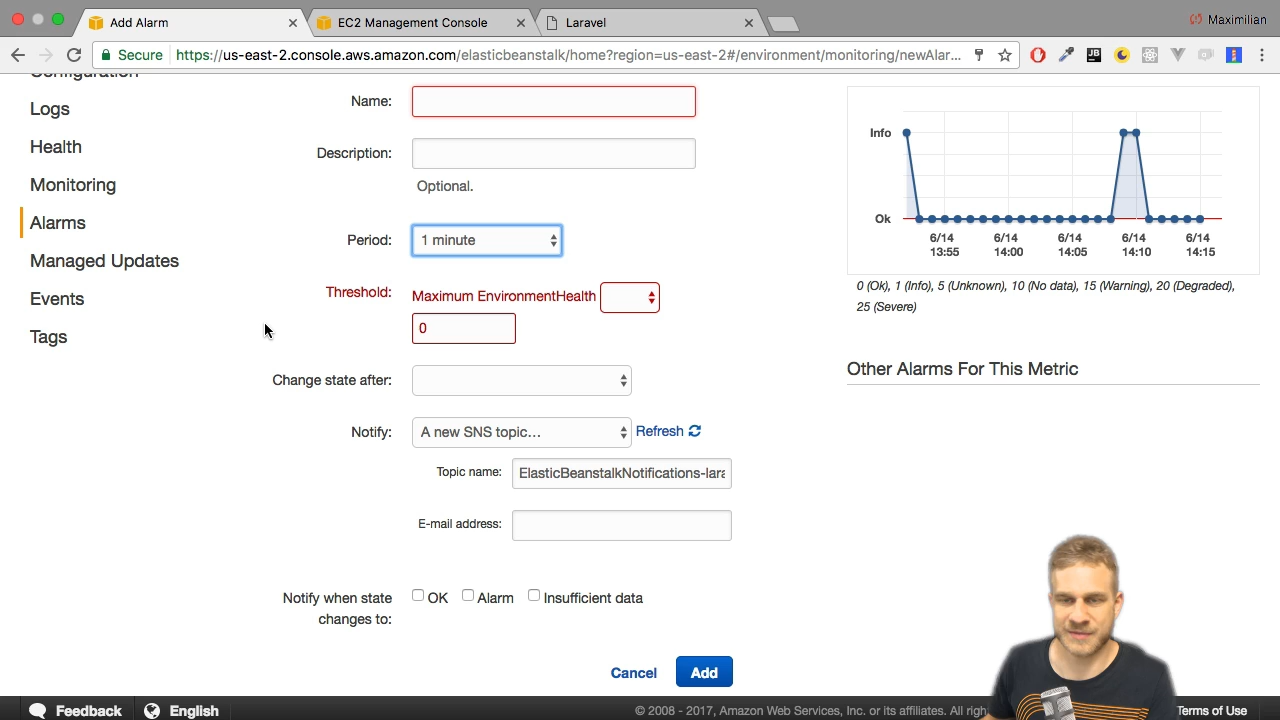 Add Alarm
EC2 Management Console
Laravel
Maximilian
Secure
https://us-east-2.console.aws.amazon.com/elasticbeanstalk/home?region=us-east-2#/environment/monitoring/newAlar...
JB
Configuration
Logs
Health
Monitoring
Alarms
Managed Updates
Events
Tags
Name:
Description:
Optional.
Period:
1 minute
Threshold:
Maximum EnvironmentHealth
0
Change state after:
Notify:
A new SNS topic...
Refresh
Topic name:
ElasticBeanstalkNotifications-lara
E-mail address:
Notify when state
changes to:
OK
Alarm
Insufficient data
Cancel
Add
Info
Ok
6/14
13:55
6/14
14:00
6/14
14:05
6/14
14:10
6/14
14:15
0 (Ok), 1 (Info), 5 (Unknown), 10 (No data), 15 (Warning), 20 (Degraded),
25 (Severe)
Other Alarms For This Metric
Feedback
English
© 2008 - 2017, Amazon Web Services, Inc. or its affiliates. All righ
Terms of Use